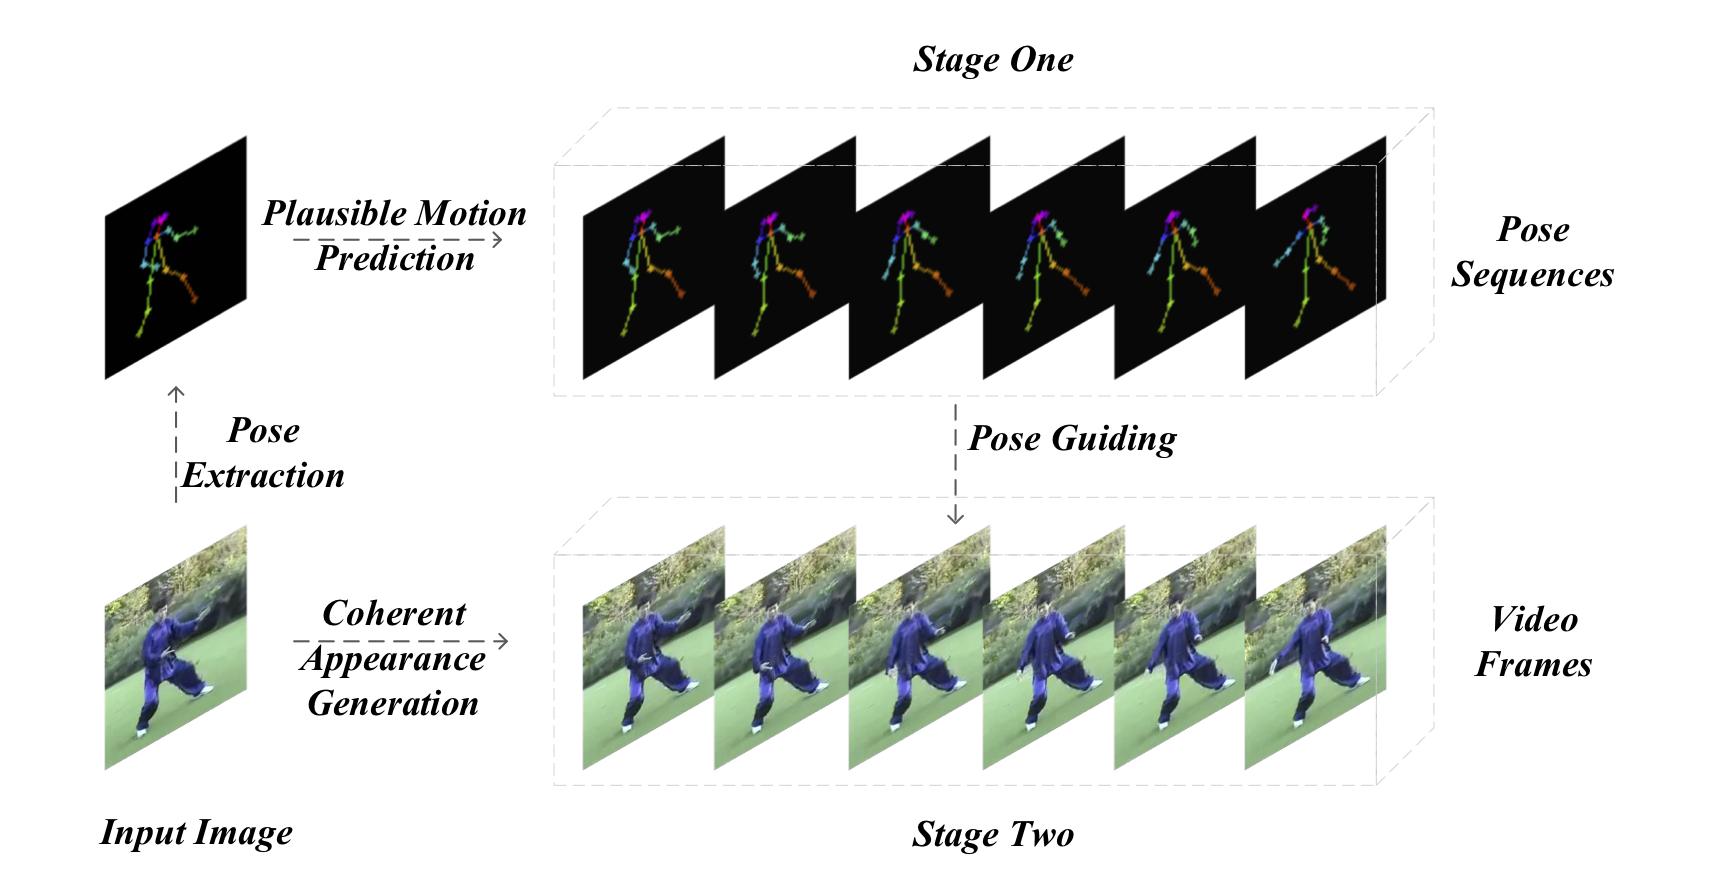 Stage One
Plausible Motion
Prediction
Pose
Sequences
Pose
Extraction
Pose Guiding
Coherent
Appearance
Generation
Video
Frames
Input Image
Stage Two